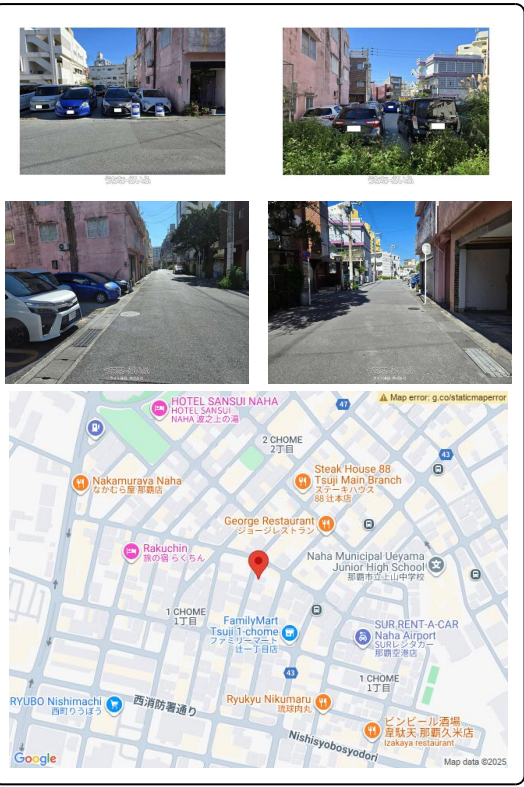 Map error: g.co/staticmaperror
HOTEL SANSUI NAHA
HOTEL SANSUI
NAHA 波之上の湯
47
2 CHOME
2丁目
43
Steak House 88
Tsuji Main Branch
ステーキハウス
88 辻本店
Nakamuraya Naha
なかむら屋 那覇店
George Restaurant
ジョージレストラン
Rakuchin
旅の宿 らくちん
Naha Municipal Ueyama
Junior High School
那覇市立上山中学校
1 CHOME
1丁目
FamilyMart
Tsuji 1-chome
ファミリーマート
辻一丁目店
SUR RENT-A-CAR
Naha Airport
SURレンタカー
那覇空港店
43
1 CHOME
1丁目
RYUBO Nishimachi
西町りうぼう
西消防署通り
Ryukyu Nikumaru
琉球肉丸
Nishisyobosyodori
ビンビール酒場
韋駄天 那覇久米店
Izakaya restaurant
Google
Map data ©2025